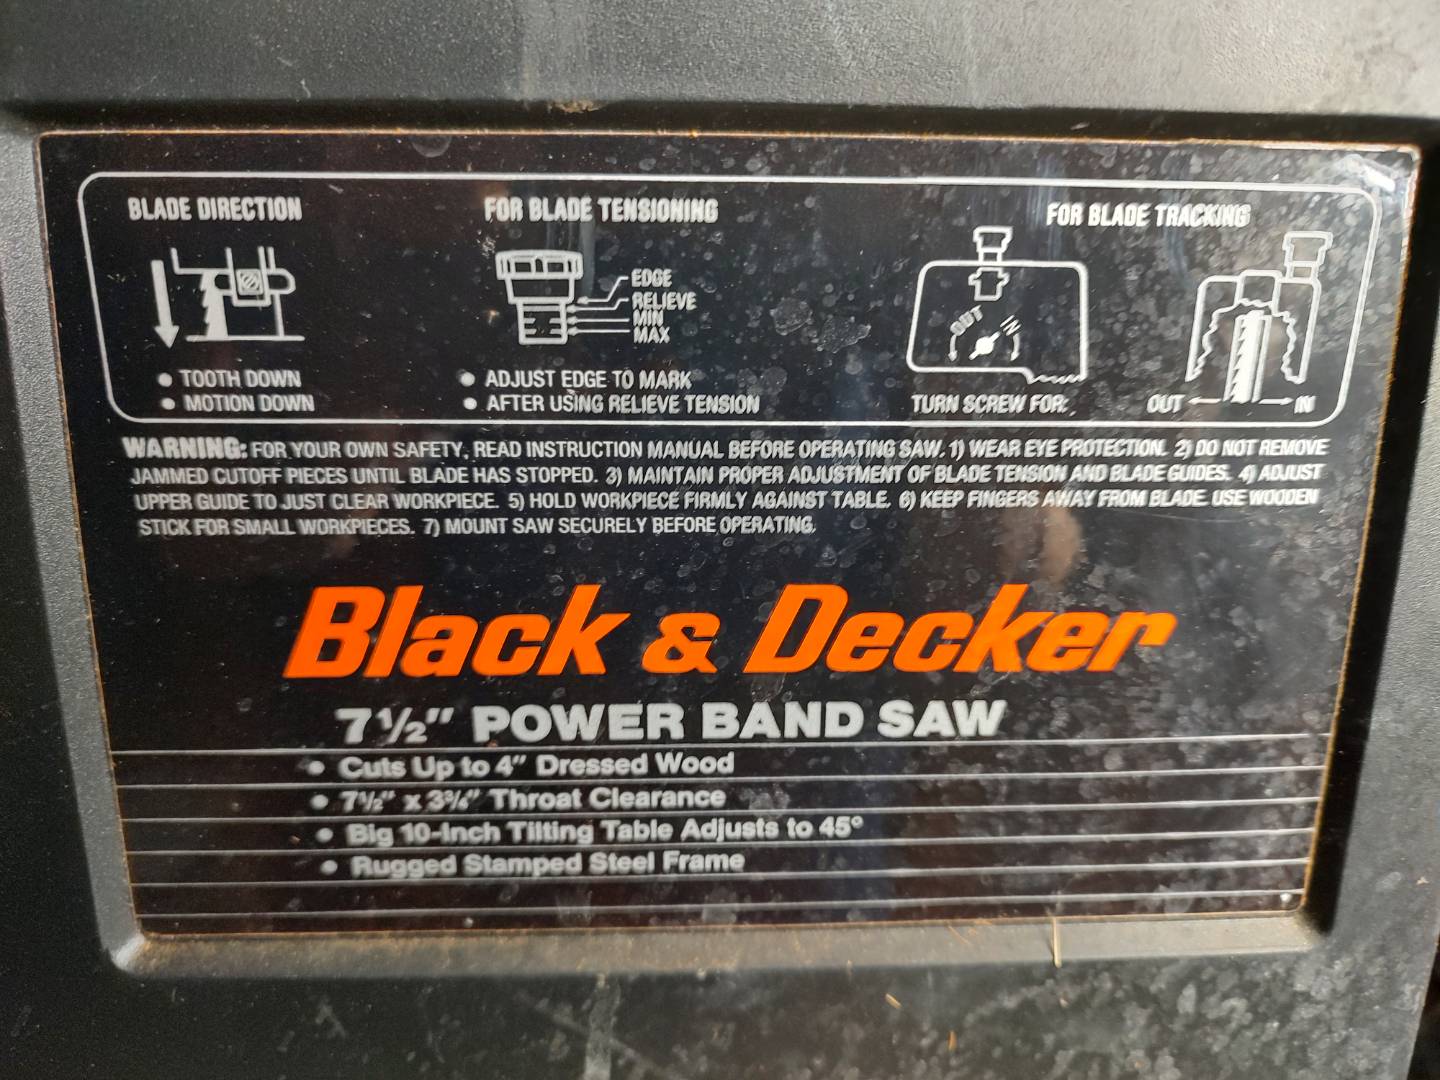 BLADE DIRECTION
TOOTH DOWN
MOTION DOWN
FOR BLADE TENSIONING
EDGE
RELIEVE
MIN
MAX
ADJUST EDGE TO MARK
AFTER USING RELIEVE TENSION
FOR BLADE TRACKING
OUT IN
TURN SCREW FOR:
OUT IN
WARNING: FOR YOUR OWN SAFETY, READ INSTRUCTION MANUAL BEFORE OPERATING SAW. 1) WEAR EYE PROTECTION. 2) DO NOT REMOVE
JAMMED CUTOFF PIECES UNTIL BLADE HAS STOPPED. 3) MAINTAIN PROPER ADJUSTMENT OF BLADE TENSION AND BLADE GUIDES. 4) ADJUST
UPPER GUIDE TO JUST CLEAR WORKPIECE. 5) HOLD WORKPIECE FIRMLY AGAINST TABLE. 6) KEEP FINGERS AWAY FROM BLADE. USE WOODEN
STICK FOR SMALL WORKPIECES. 7) MOUNT SAW SECURELY BEFORE OPERATING.
Black & Decker
7½" POWER BAND SAW
• Cuts Up to 4" Dressed Wood
• 7½" x 3¾" Throat Clearance
• Big 10-Inch Tilting Table Adjusts to 45°
• Rugged Stamped Steel Frame